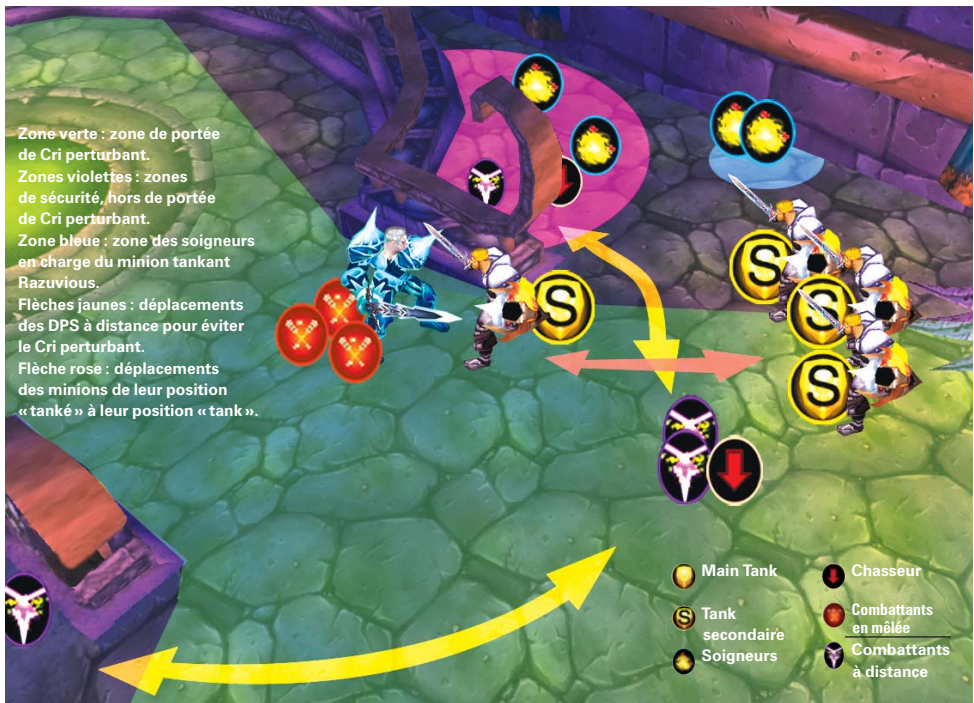 Zone verte : zone de portée
de Cri perturbant.
Zones violettes : zones
de sécurité, hors de portée
de Cri perturbant.
Zone bleue : zone des soigneurs
en charge du minion tankant
Razuvious.
Flèches jaunes : déplacements
des DPS à distance pour éviter
le Cri perturbant.
Flèche rose : déplacements
des minions de leur position
« tanké » à leur position « tank ».
S
S
S
S
Main Tank
Chasseur
S
Tank
secondaire
Combattants
en mêlée
Soigneurs
Combattants
à distance